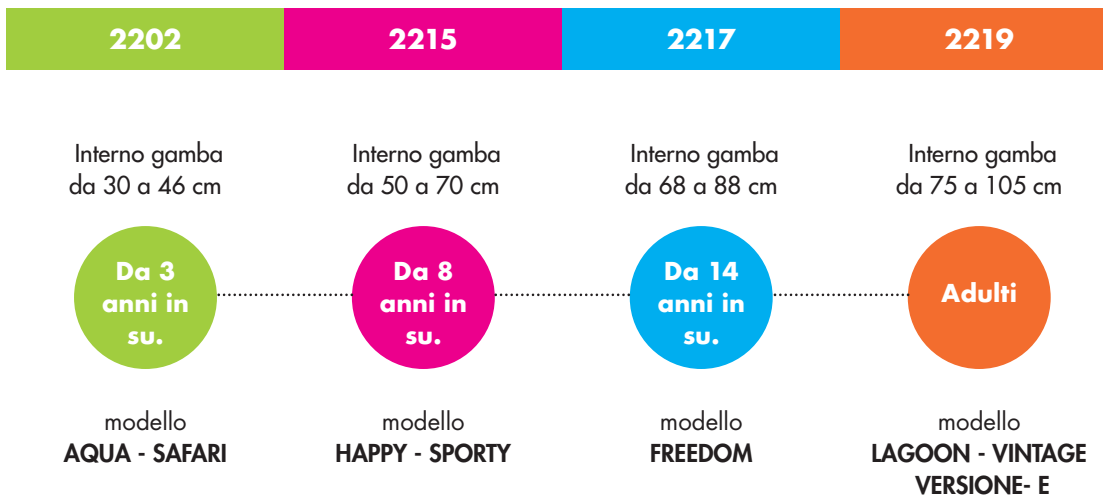 2202
2215
2217
2219
Interno gamba
da 30 a 46 cm
Interno gamba
da 50 a 70 cm
Interno gamba
da 68 a 88 cm
Interno gamba
da 75 a 105 cm
Da 3
anni in
su.
Da 8
anni in
su.
Da 14
anni in
su.
Adulti
modello
AQUA - SAFARI
modello
HAPPY - SPORTY
modello
FREEDOM
modello
LAGOON - VINTAGE
VERSIONE- E